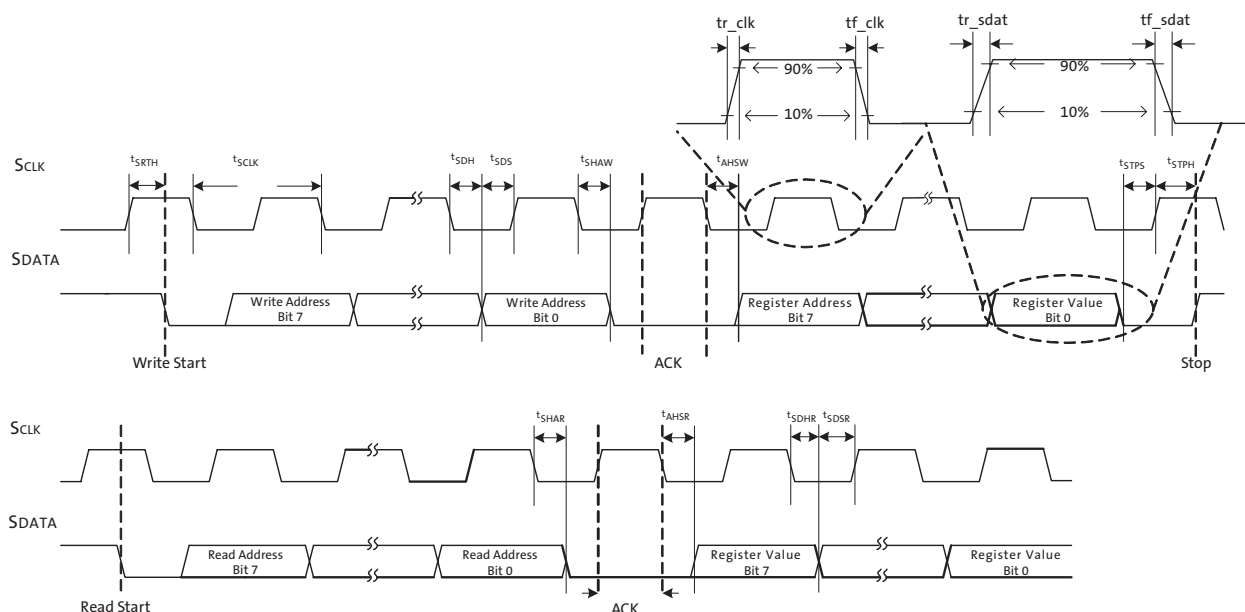 tr_clk tf_clk tr_sdat tf_sdat
90% 90%
10% 10%
SCLK tSRTH tSCLK tSDH tSDS tSHAW tAHSW tSTPS tSTPH
SDATA
Write Address Write Address Register Address Register Value
Bit 7 Bit 0 Bit 7 Bit 0
Write Start ACK Stop
SCLK tSHAR tAHSR tSDHR tSDSR
SDATA
Read Address Read Address Register Value Register Value
Bit 7 Bit 0 Bit 7 Bit 0
Read Start ACK